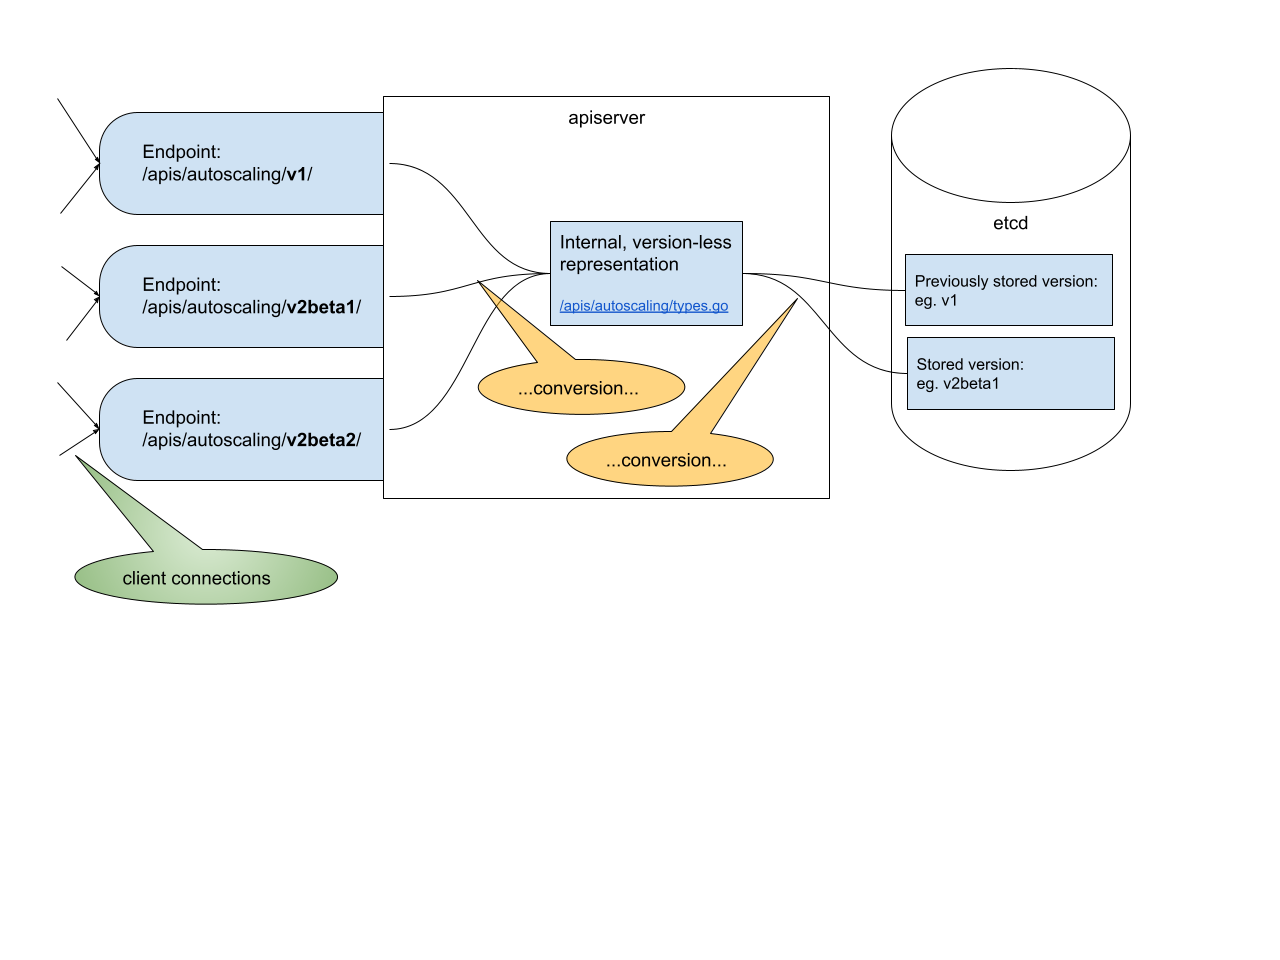 apiserver
Endpoint:
/apis/autoscaling/v1/
Endpoint:
/apis/autoscaling/v2beta1/
Endpoint:
/apis/autoscaling/v2beta2/
Internal, version-less
representation
/apis/autoscaling/types.go
...conversion...
...conversion...
etcd
Previously stored version:
eg. v1
Stored version:
eg. v2beta1
client connections